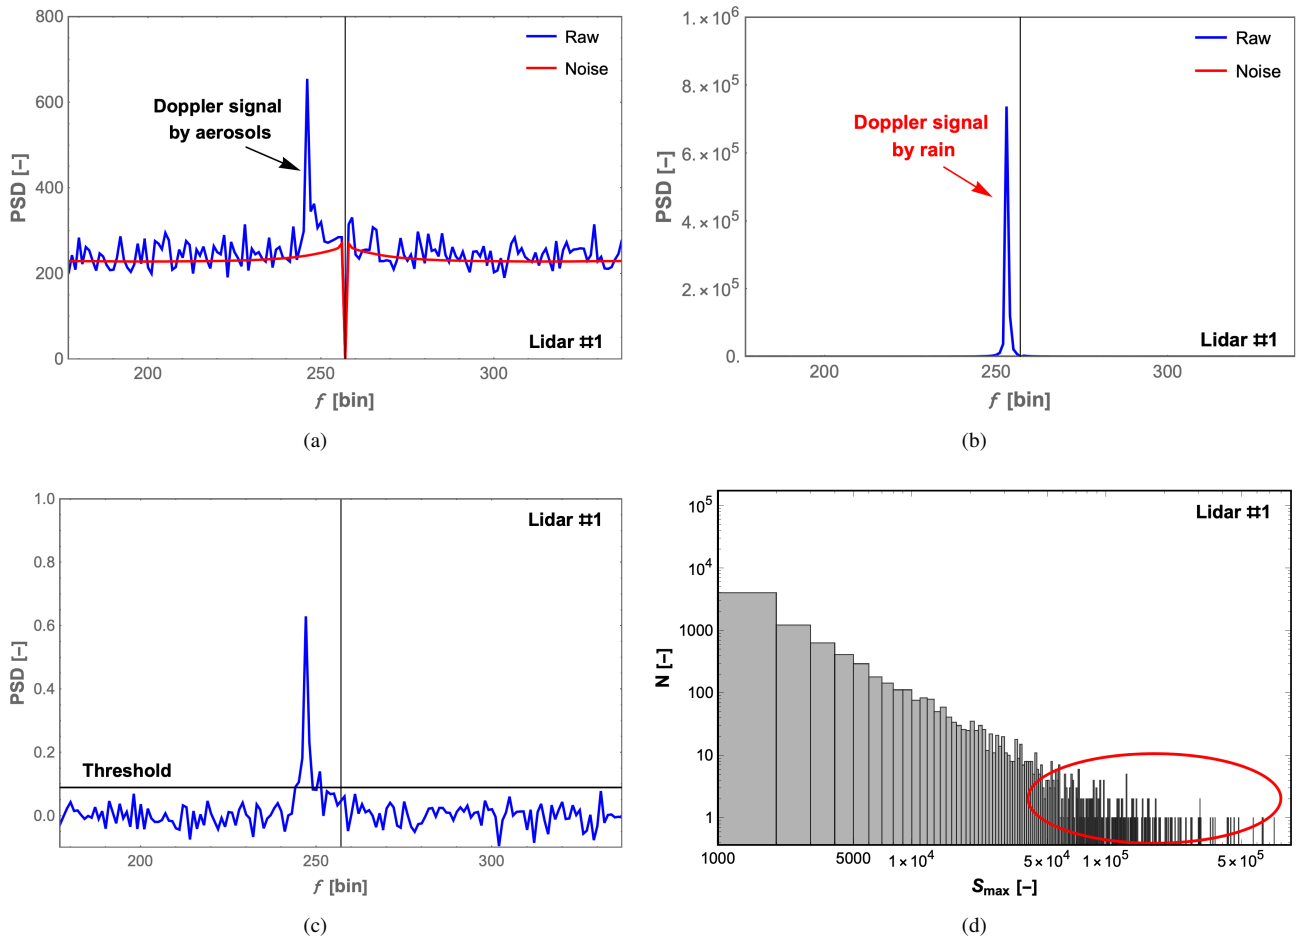 800
600
400
200
0
PSD [−]
Raw
Noise
Doppler signal
by aerosols
Lidar #1
200
250
300
f [bin]
(a)
1.×10⁶
8.×10⁵
6.×10⁵
4.×10⁵
2.×10⁵
0.
PSD [−]
Raw
Noise
Doppler signal
by rain
Lidar #1
200
250
300
f [bin]
(b)
1.0
0.8
0.6
0.4
0.2
0.0
PSD [−]
Lidar #1
Threshold
200
250
300
f [bin]
(c)
10⁵
10⁴
1000
100
10
1
N [−]
Lidar #1
1000
5000
1×10⁴
5×10⁴
1×10⁵
5×10⁵
Smax [−]
(d)